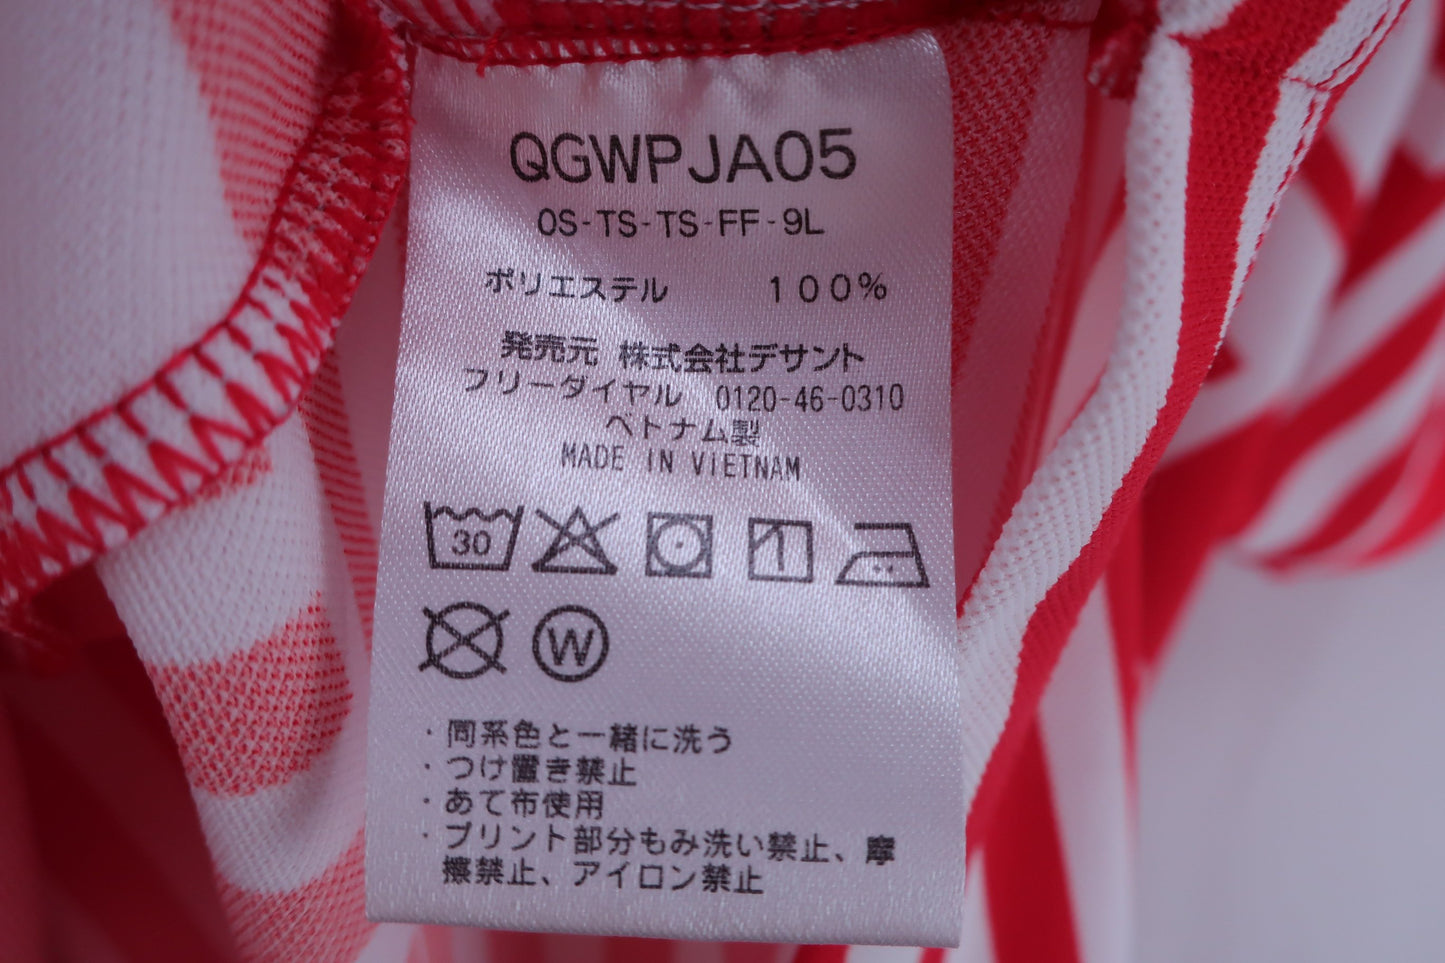 QGWPJA05
0S-TS-TS-FF-9L
ポリエステル 100%
発売元 株式会社デサント
フリーダイヤル 0120-46-0310
ベトナム製
MADE IN VIETNAM
30
W
・同系色と一緒に洗う
・つけ置き禁止
・あて布使用
・プリント部分もみ洗い禁止、摩
擦禁止、アイロン禁止